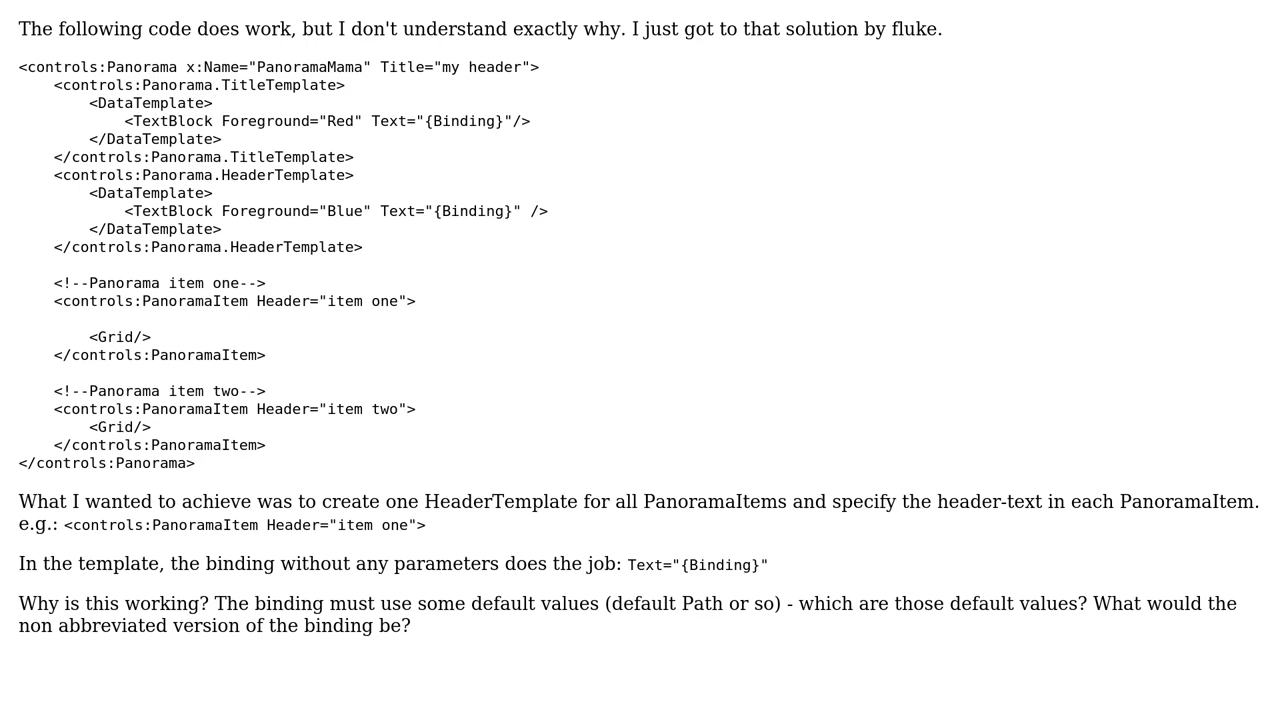 The following code does work, but I don't understand exactly why. I just got to that solution by fluke.
<controls:Panorama x:Name="PanoramaMama" Title="my header">
    <controls:Panorama.TitleTemplate>
        <DataTemplate>
            <TextBlock Foreground="Red" Text="{Binding}"/>
        </DataTemplate>
    </controls:Panorama.TitleTemplate>
    <controls:Panorama.HeaderTemplate>
        <DataTemplate>
            <TextBlock Foreground="Blue" Text="{Binding}" />
        </DataTemplate>
    </controls:Panorama.HeaderTemplate>
    <!--Panorama item one-->
    <controls:PanoramaItem Header="item one">
        <Grid/>
    </controls:PanoramaItem>
    <!--Panorama item two-->
    <controls:PanoramaItem Header="item two">
        <Grid/>
    </controls:PanoramaItem>
</controls:Panorama>
What I wanted to achieve was to create one HeaderTemplate for all PanoramaItems and specify the header-text in each PanoramaItem.
e.g.: <controls:PanoramaItem Header="item one">
In the template, the binding without any parameters does the job: Text="{Binding}"
Why is this working? The binding must use some default values (default Path or so) - which are those default values? What would the
non abbreviated version of the binding be?